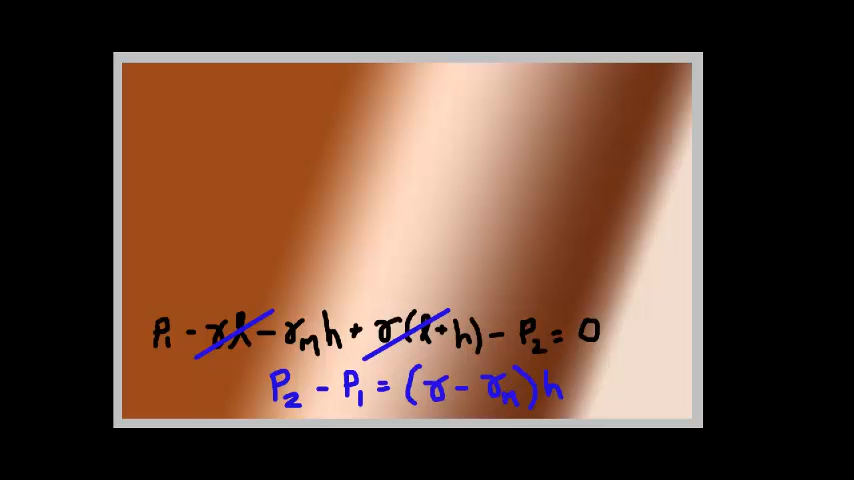 P₁ - γl - γₘh + γ(l + h) - P₂ = 0
P₂ - P₁ = (γ - γₘ)h